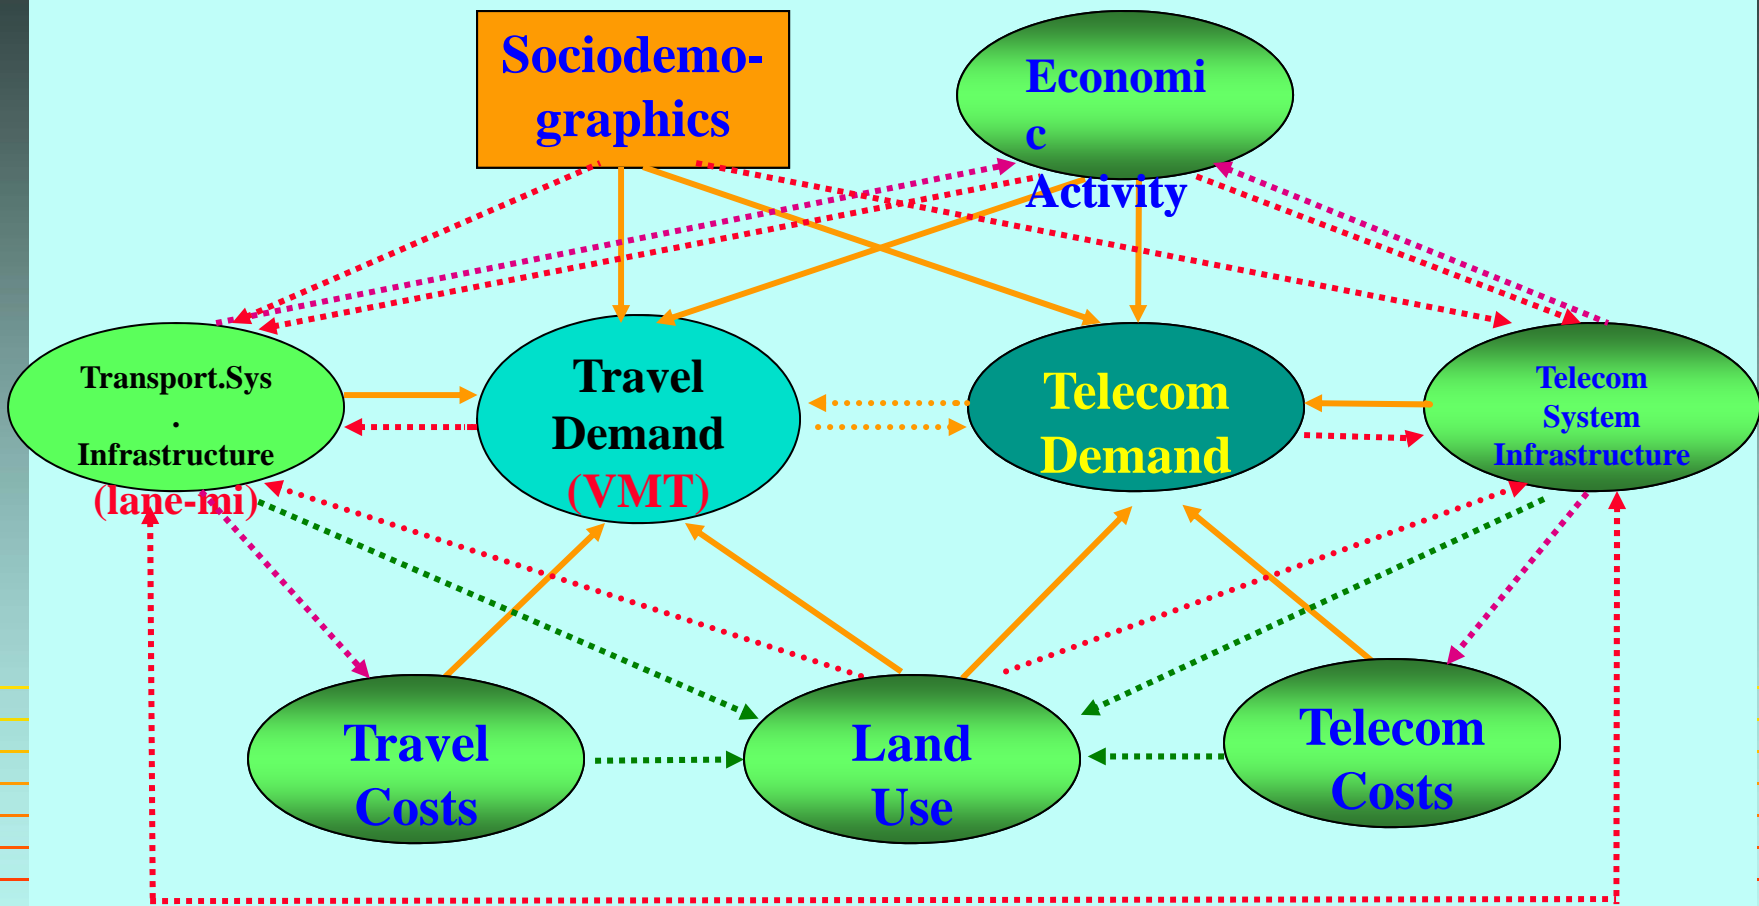 Sociodemo-
graphics
Economi
c
Activity
Transport.Sys
.
Infrastructure
(lane-mi)
Travel
Demand
(VMT)
Telecom
Demand
Telecom
System
Infrastructure
Travel
Costs
Land
Use
Telecom
Costs